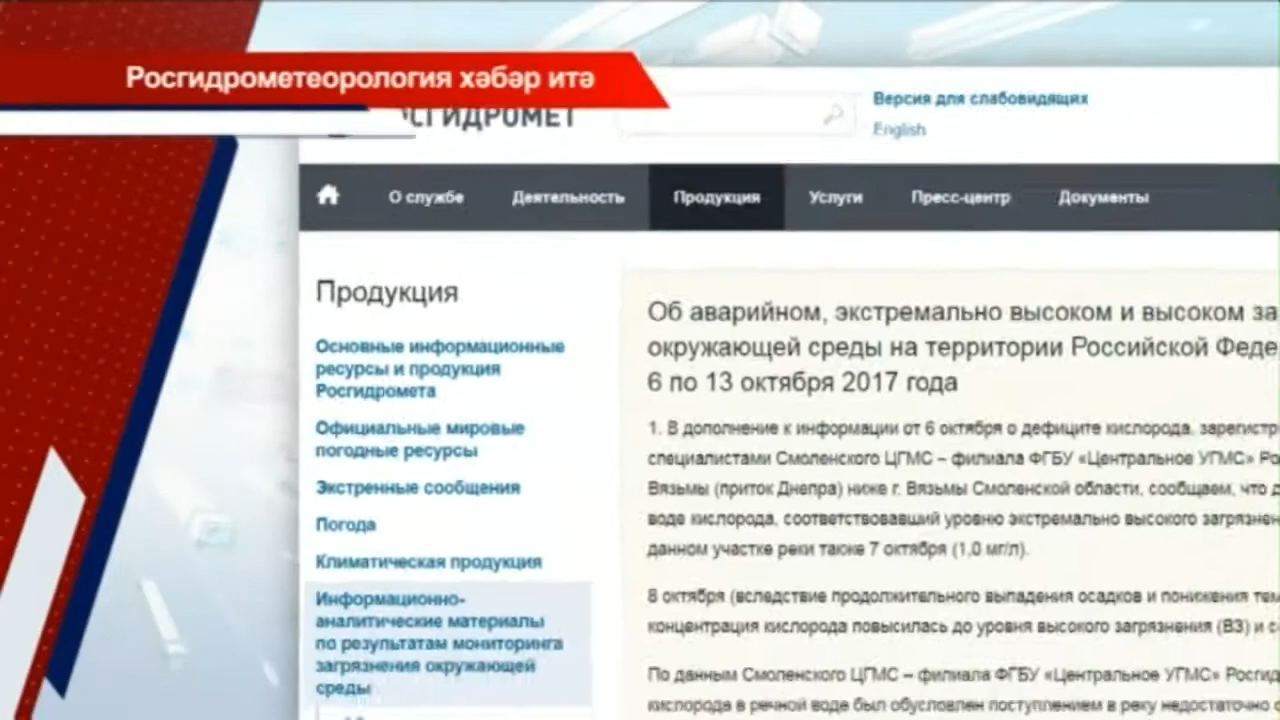 Росгидрометеорология хәбәр итә
Версия для слабовидящих
English
О службе Деятельность Продукция Услуги Пресс-центр Документы
Продукция
Основные информационные
ресурсы и продукция
Росгидромета
Официальные мировые
погодные ресурсы
Экстренные сообщения
Погода
Климатическая продукция
Информационно-
аналитические материалы
по результатам мониторинга
загрязнения окружающей
среды
Об аварийном, экстремально высоком и высоком за
окружающей среды на территории Российской Феде
6 по 13 октября 2017 года
1. В дополнение к информации от 6 октября о дефиците кислорода, зарегистр
специалистами Смоленского ЦГМС – филиала ФГБУ «Центральное УГМС» Ро
Вязьмы (приток Днепра) ниже г. Вязьмы Смоленской области, сообщаем, что д
воде кислорода, соответствовавший уровню экстремально высокого загрязнен
данном участке реки также 7 октября (1,0 мг/л).
8 октября (вследствие продолжительного выпадения осадков и понижения тем
концентрация кислорода повысилась до уровня высокого загрязнения (ВЗ) и с
По данным Смоленского ЦГМС – филиала ФГБУ «Центральное УГМС» Росгид
кислорода в речной воде был обусловлен поступлением в реку недостаточно